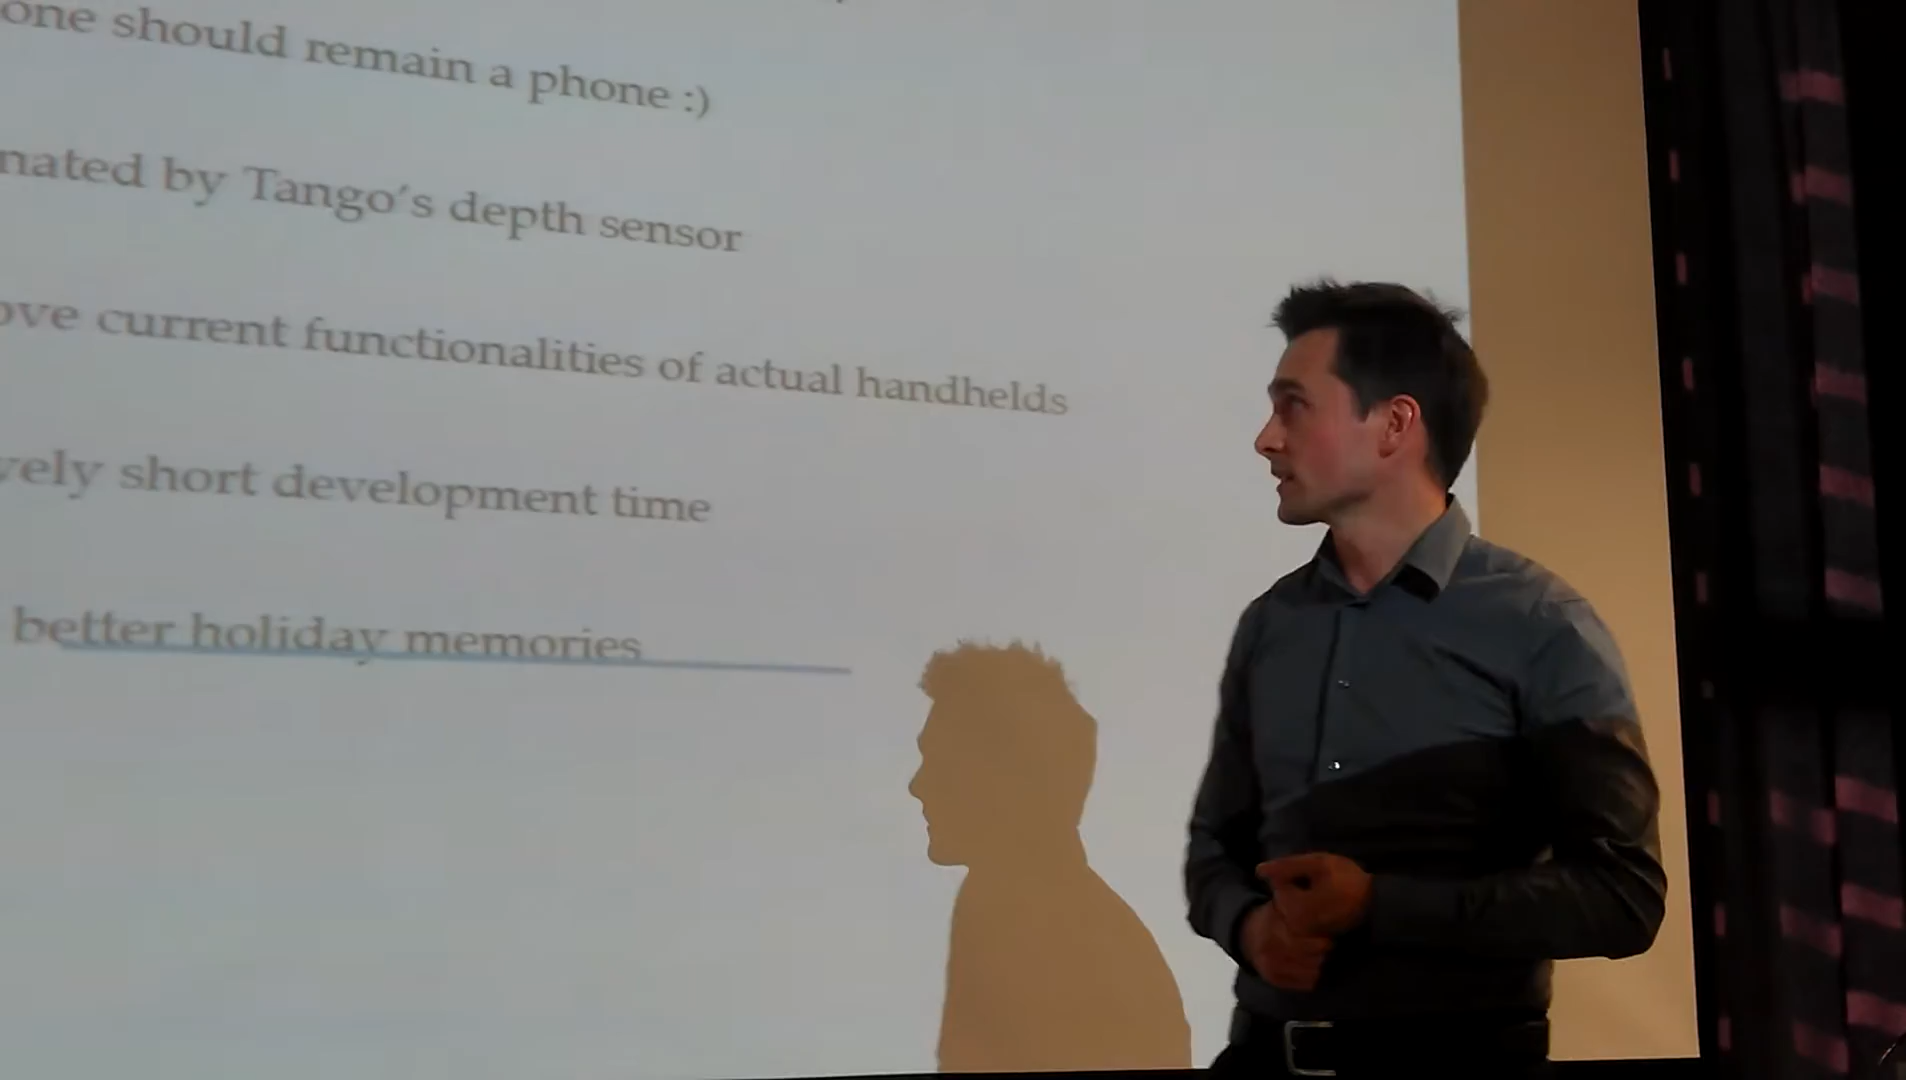 one should remain a phone :)
nated by Tango's depth sensor
ove current functionalities of actual handhelds
vely short development time
better holiday memories